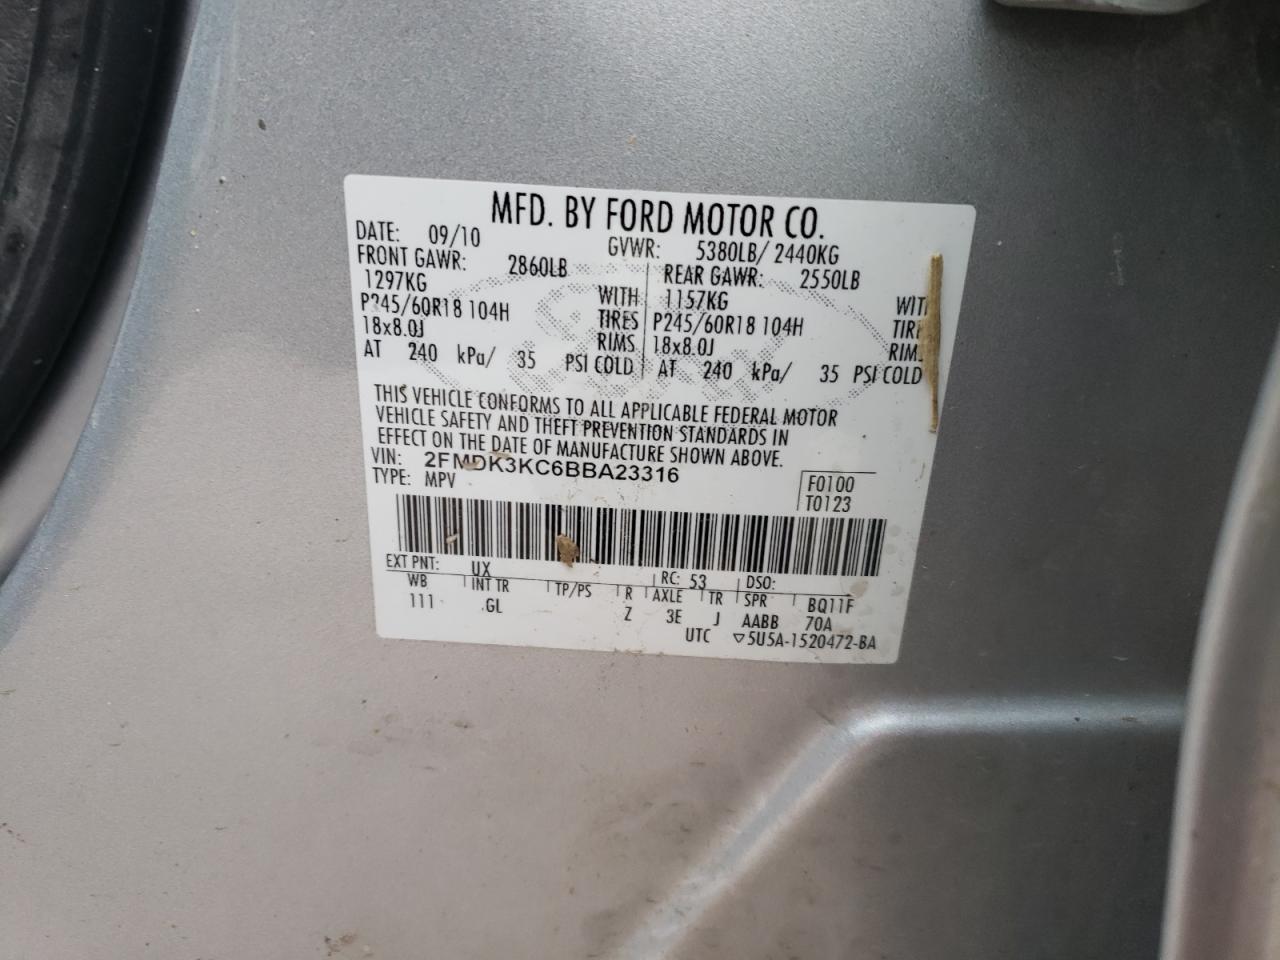 MFD. BY FORD MOTOR CO.
DATE: 09/10 GVWR: 5380LB/ 2440KG
FRONT GAWR: 2860LB REAR GAWR: 2550LB
1297KG WITH 1157KG WITH
P245/60R18 104H TIRES P245/60R18 104H
18x8.0J RIMS 18x8.0J
AT 240 kPa/ 35 PSI COLD AT 240 kPa/ 35 PSI COLD
THIS VEHICLE CONFORMS TO ALL APPLICABLE FEDERAL MOTOR
VEHICLE SAFETY AND THEFT PREVENTION STANDARDS IN
EFFECT ON THE DATE OF MANUFACTURE SHOWN ABOVE.
VIN: 2FMDK3KC6BBA23316
TYPE: MPV
F0100
T0123
EXT PNT: UX RC: 53 DSO:
WB INT TR TP/PS R AXLE TR SPR BQ11F
111 GL Z 3E J AABB 70A
UTC ▽5U5A-1520472-BA